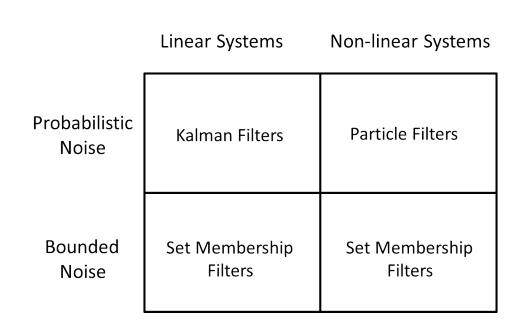 Linear Systems
Non-linear Systems
Probabilistic
Noise
Kalman Filters
Particle Filters
Bounded
Noise
Set Membership
Filters
Set Membership
Filters